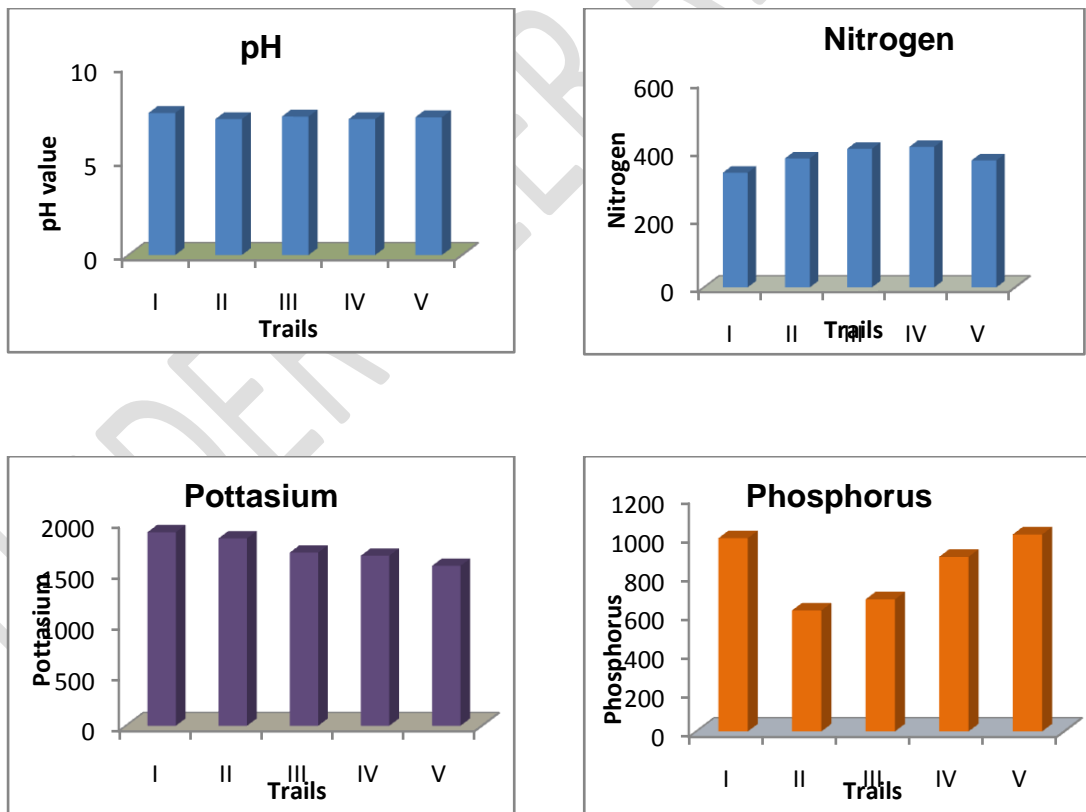 pH
10
5
0
pH value
I II III IV V
Trails
Nitrogen
600
400
200
0
Nitrogen
I II III IV V
Trails
Pottasium
2000
1500
1000
500
0
Pottasium
I II III IV V
Trails
Phosphorus
1200
1000
800
600
400
200
0
Phosphorus
I II III IV V
Trails